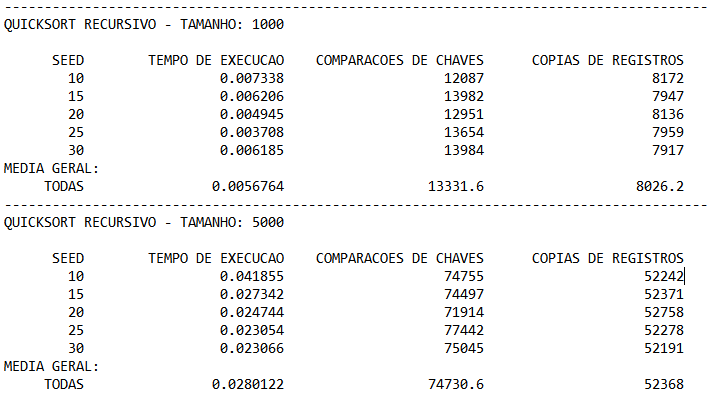 ----------------------------------------------------------------------------------------
QUICKSORT RECURSIVO - TAMANHO: 1000
SEED TEMPO DE EXECUCAO COMPARACOES DE CHAVES COPIAS DE REGISTROS
10 0.007338 12087 8172
15 0.006206 13982 7947
20 0.004945 12951 8136
25 0.003708 13654 7959
30 0.006185 13984 7917
MEDIA GERAL:
TODAS 0.0056764 13331.6 8026.2
----------------------------------------------------------------------------------------
QUICKSORT RECURSIVO - TAMANHO: 5000
SEED TEMPO DE EXECUCAO COMPARACOES DE CHAVES COPIAS DE REGISTROS
10 0.041855 74755 52242
15 0.027342 74497 52371
20 0.024744 71914 52758
25 0.023054 77442 52278
30 0.023066 75045 52191
MEDIA GERAL:
TODAS 0.0280122 74730.6 52368